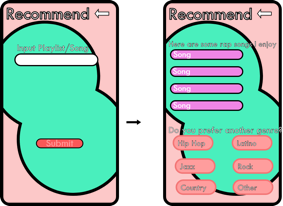 Recommend
Input Playlist/Song
Submit
Recommend
Here are some rap songs I enjoy
Song
Song
Song
Song
Do you prefer another genre?
Hip Hop
Latino
Jazz
Rock
Country
Other